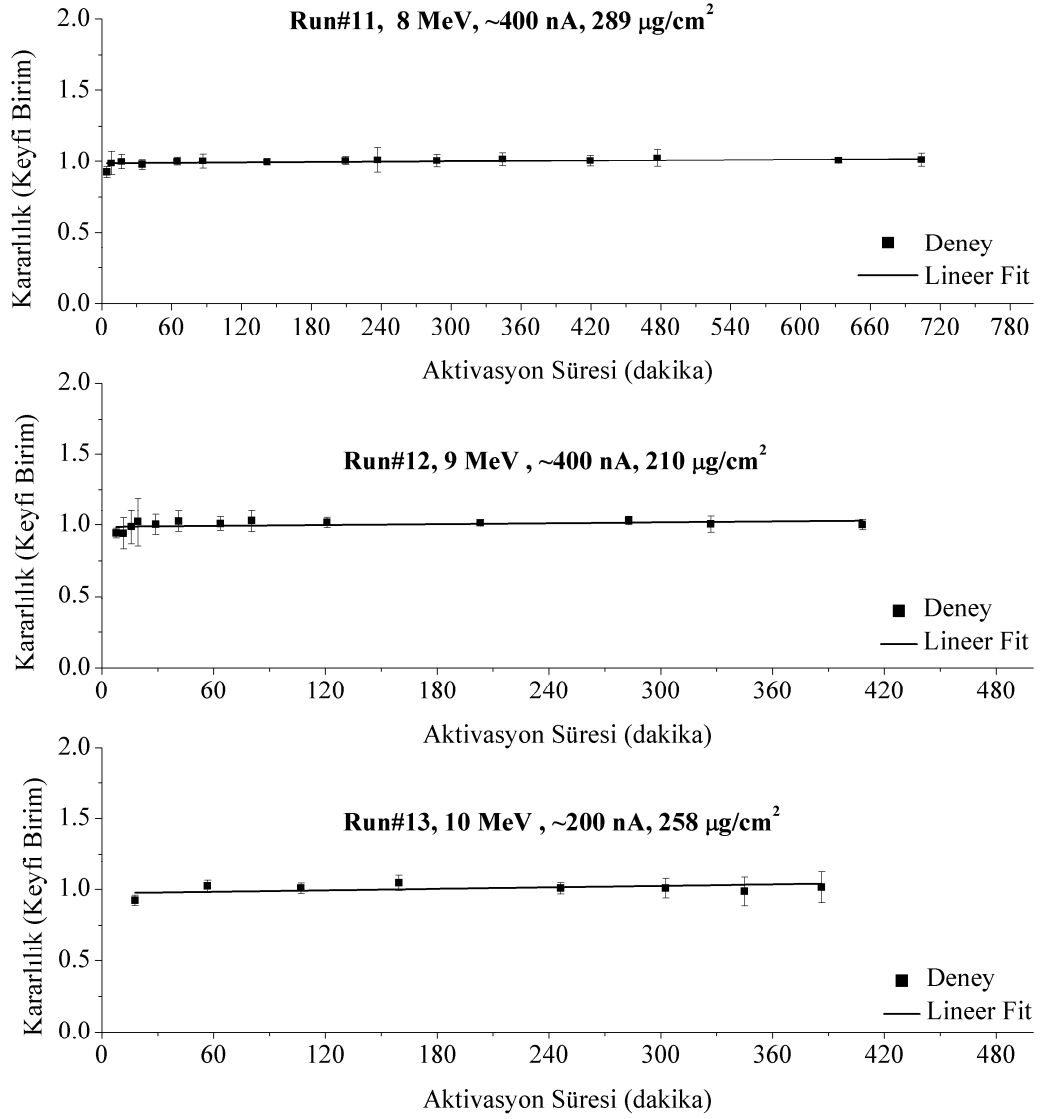 Run#11, 8 MeV, ~400 nA, 289 µg/cm²
Kararlılık (Keyfi Birim)
2.0
1.5
1.0
0.5
0.0
Deney
Lineer Fit
0 60 120 180 240 300 360 420 480 540 600 660 720 780
Aktivasyon Süresi (dakika)
Run#12, 9 MeV , ~400 nA, 210 µg/cm²
Kararlılık (Keyfi Birim)
2.0
1.5
1.0
0.5
0.0
Deney
Lineer Fit
0 60 120 180 240 300 360 420 480
Aktivasyon Süresi (dakika)
Run#13, 10 MeV , ~200 nA, 258 µg/cm²
Kararlılık (Keyfi Birim)
2.0
1.5
1.0
0.5
0.0
Deney
Lineer Fit
0 60 120 180 240 300 360 420 480
Aktivasyon Süresi (dakika)